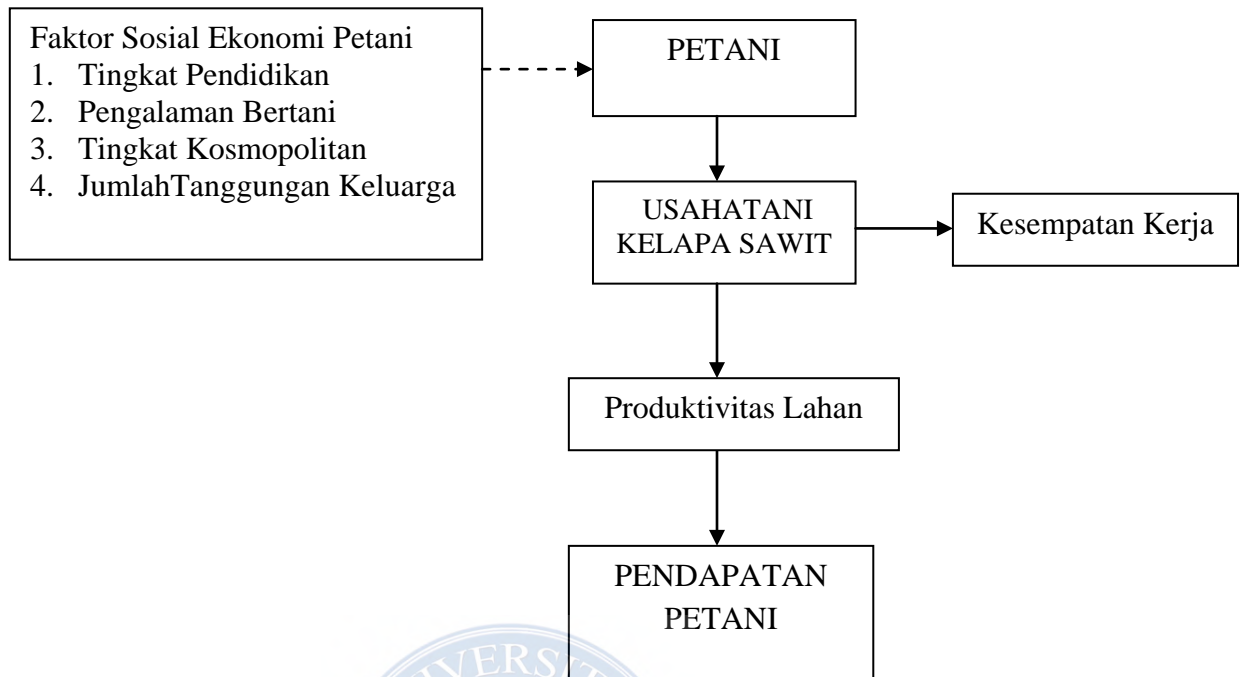 Faktor Sosial Ekonomi Petani
1. Tingkat Pendidikan
2. Pengalaman Bertani
3. Tingkat Kosmopolitan
4. JumlahTanggungan Keluarga
PETANI
USAHATANI
KELAPA SAWIT
Kesempatan Kerja
Produktivitas Lahan
PENDAPATAN
PETANI